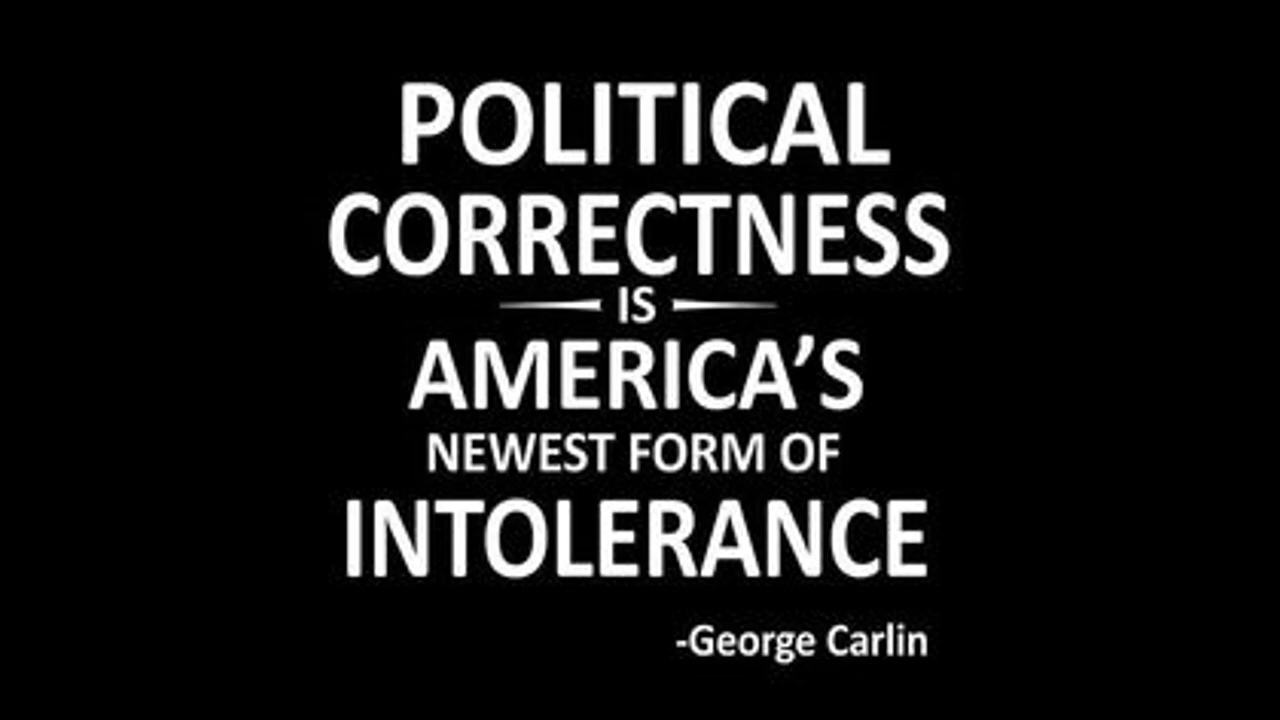 POLITICAL
CORRECTNESS
IS
AMERICA’S
NEWEST FORM OF
INTOLERANCE
-George Carlin